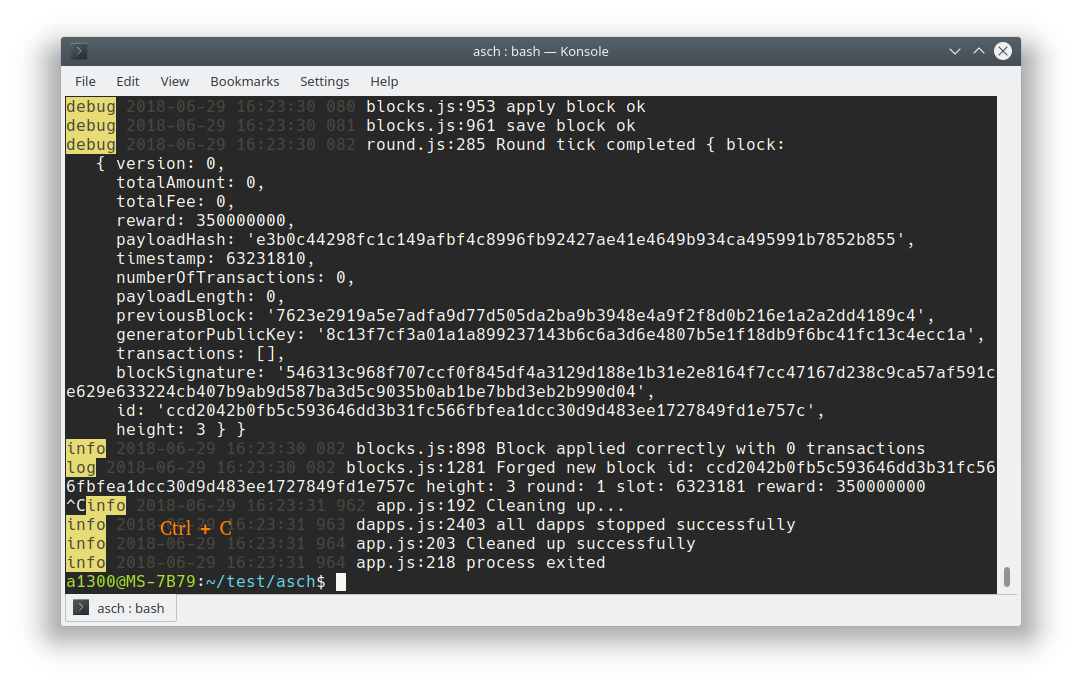 asch : bash — Konsole
File Edit View Bookmarks Settings Help
debug 2018-06-29 16:23:30 080 blocks.js:953 apply block ok
debug 2018-06-29 16:23:30 081 blocks.js:961 save block ok
debug 2018-06-29 16:23:30 082 round.js:285 Round tick completed { block:
{ version: 0,
totalAmount: 0,
totalFee: 0,
reward: 350000000,
payloadHash: 'e3b0c44298fc1c149afbf4c8996fb92427ae41e4649b934ca495991b7852b855',
timestamp: 63231810,
numberOfTransactions: 0,
payloadLength: 0,
previousBlock: '7623e2919a5e7adfa9d77d505da2ba9b3948e4a9f2f8d0b216e1a2a2dd4189c4',
generatorPublicKey: '8c13f7cf3a01a1a899237143b6c6a3d6e4807b5e1f18db9f6bc41fc13c4ecc1a',
transactions: [],
blockSignature: '546313c968f707ccf0f845df4a3129d188e1b31e2e8164f7cc47167d238c9ca57af591c
e629e633224cb407b9ab9d587ba3d5c9035b0ab1be7bbd3eb2b990d04',
id: 'ccd2042b0fb5c593646dd3b31fc566fbfea1dcc30d9d483ee1727849fd1e757c',
height: 3 } }
info 2018-06-29 16:23:30 082 blocks.js:898 Block applied correctly with 0 transactions
log 2018-06-29 16:23:30 082 blocks.js:1281 Forged new block id: ccd2042b0fb5c593646dd3b31fc56
6fbfea1dcc30d9d483ee1727849fd1e757c height: 3 round: 1 slot: 6323181 reward: 350000000
^Cinfo 2018-06-29 16:23:31 962 app.js:192 Cleaning up...
info 2018-06-29 16:23:31 963 dapps.js:2403 all dapps stopped successfully
Ctrl + C
info 2018-06-29 16:23:31 964 app.js:203 Cleaned up successfully
info 2018-06-29 16:23:31 964 app.js:218 process exited
a1300@MS-7B79:~/test/asch$
asch : bash